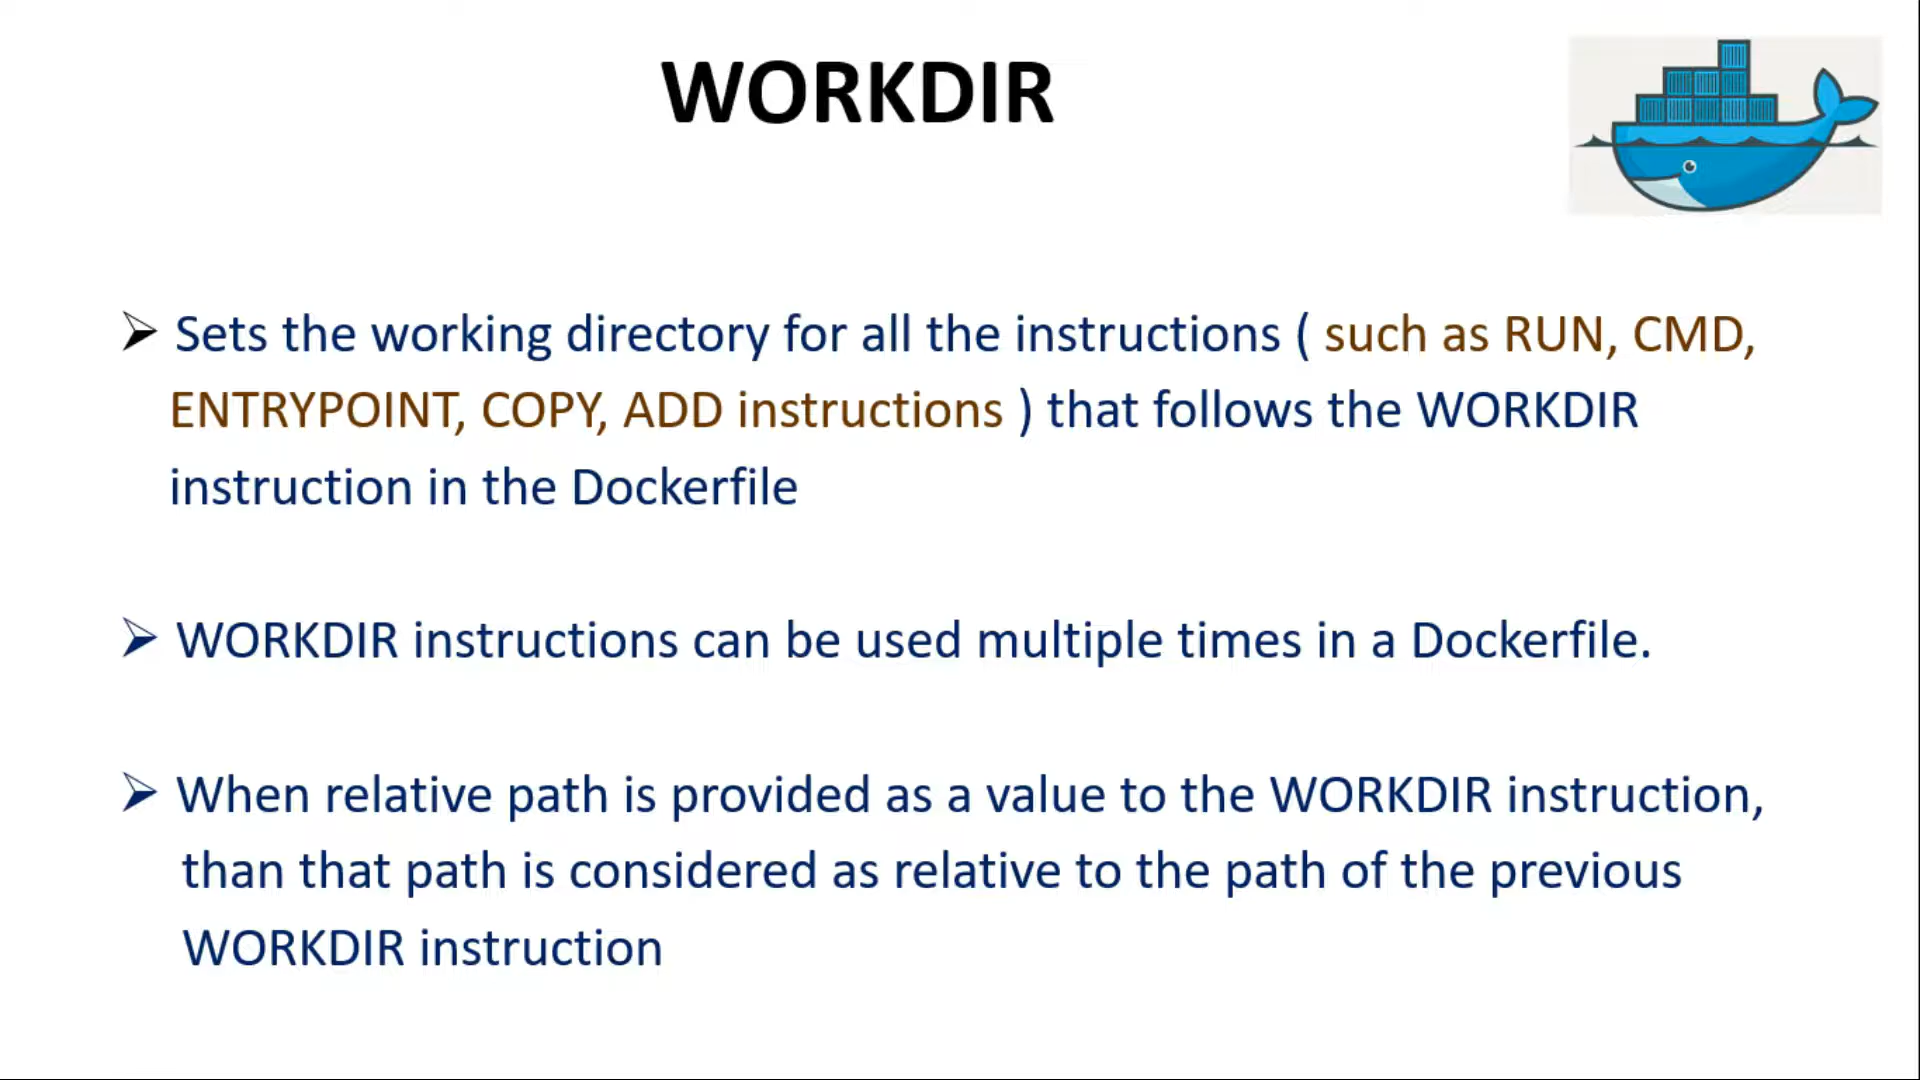 WORKDIR
➢ Sets the working directory for all the instructions ( such as RUN, CMD,
ENTRYPOINT, COPY, ADD instructions ) that follows the WORKDIR
instruction in the Dockerfile
➢ WORKDIR instructions can be used multiple times in a Dockerfile.
➢ When relative path is provided as a value to the WORKDIR instruction,
than that path is considered as relative to the path of the previous
WORKDIR instruction